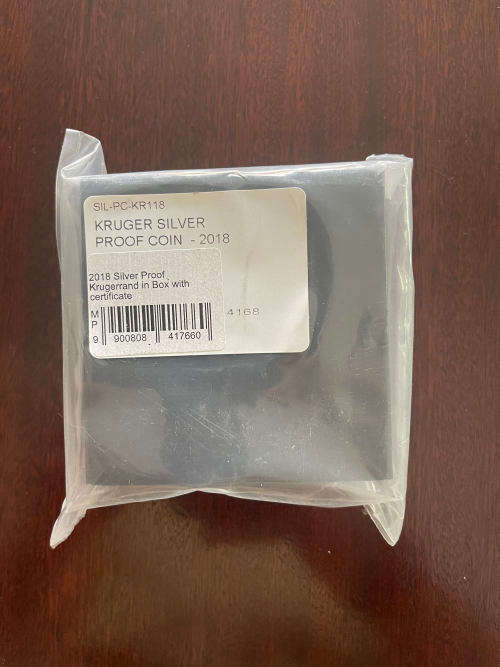 SIL-PC-KR118
KRUGER SILVER
PROOF COIN - 2018
2018 Silver Proof
Krugerrand in Box with
certificate
4168
M
P
9 900808 417660